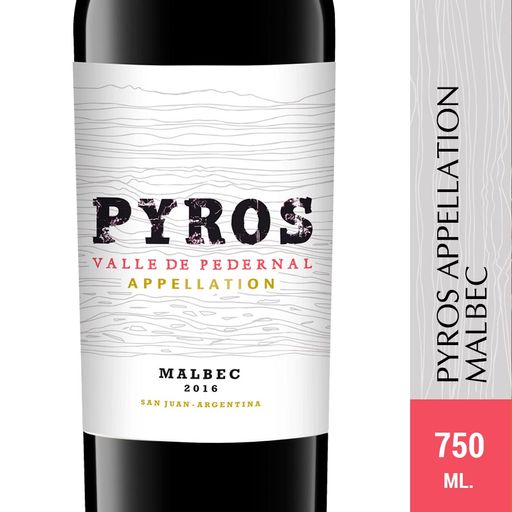 PYROS
VALLE DE PEDERNAL
APPELLATION
MALBEC
2016
SAN JUAN - ARGENTINA
PYROS APPELLATION
MALBEC
750
ML.